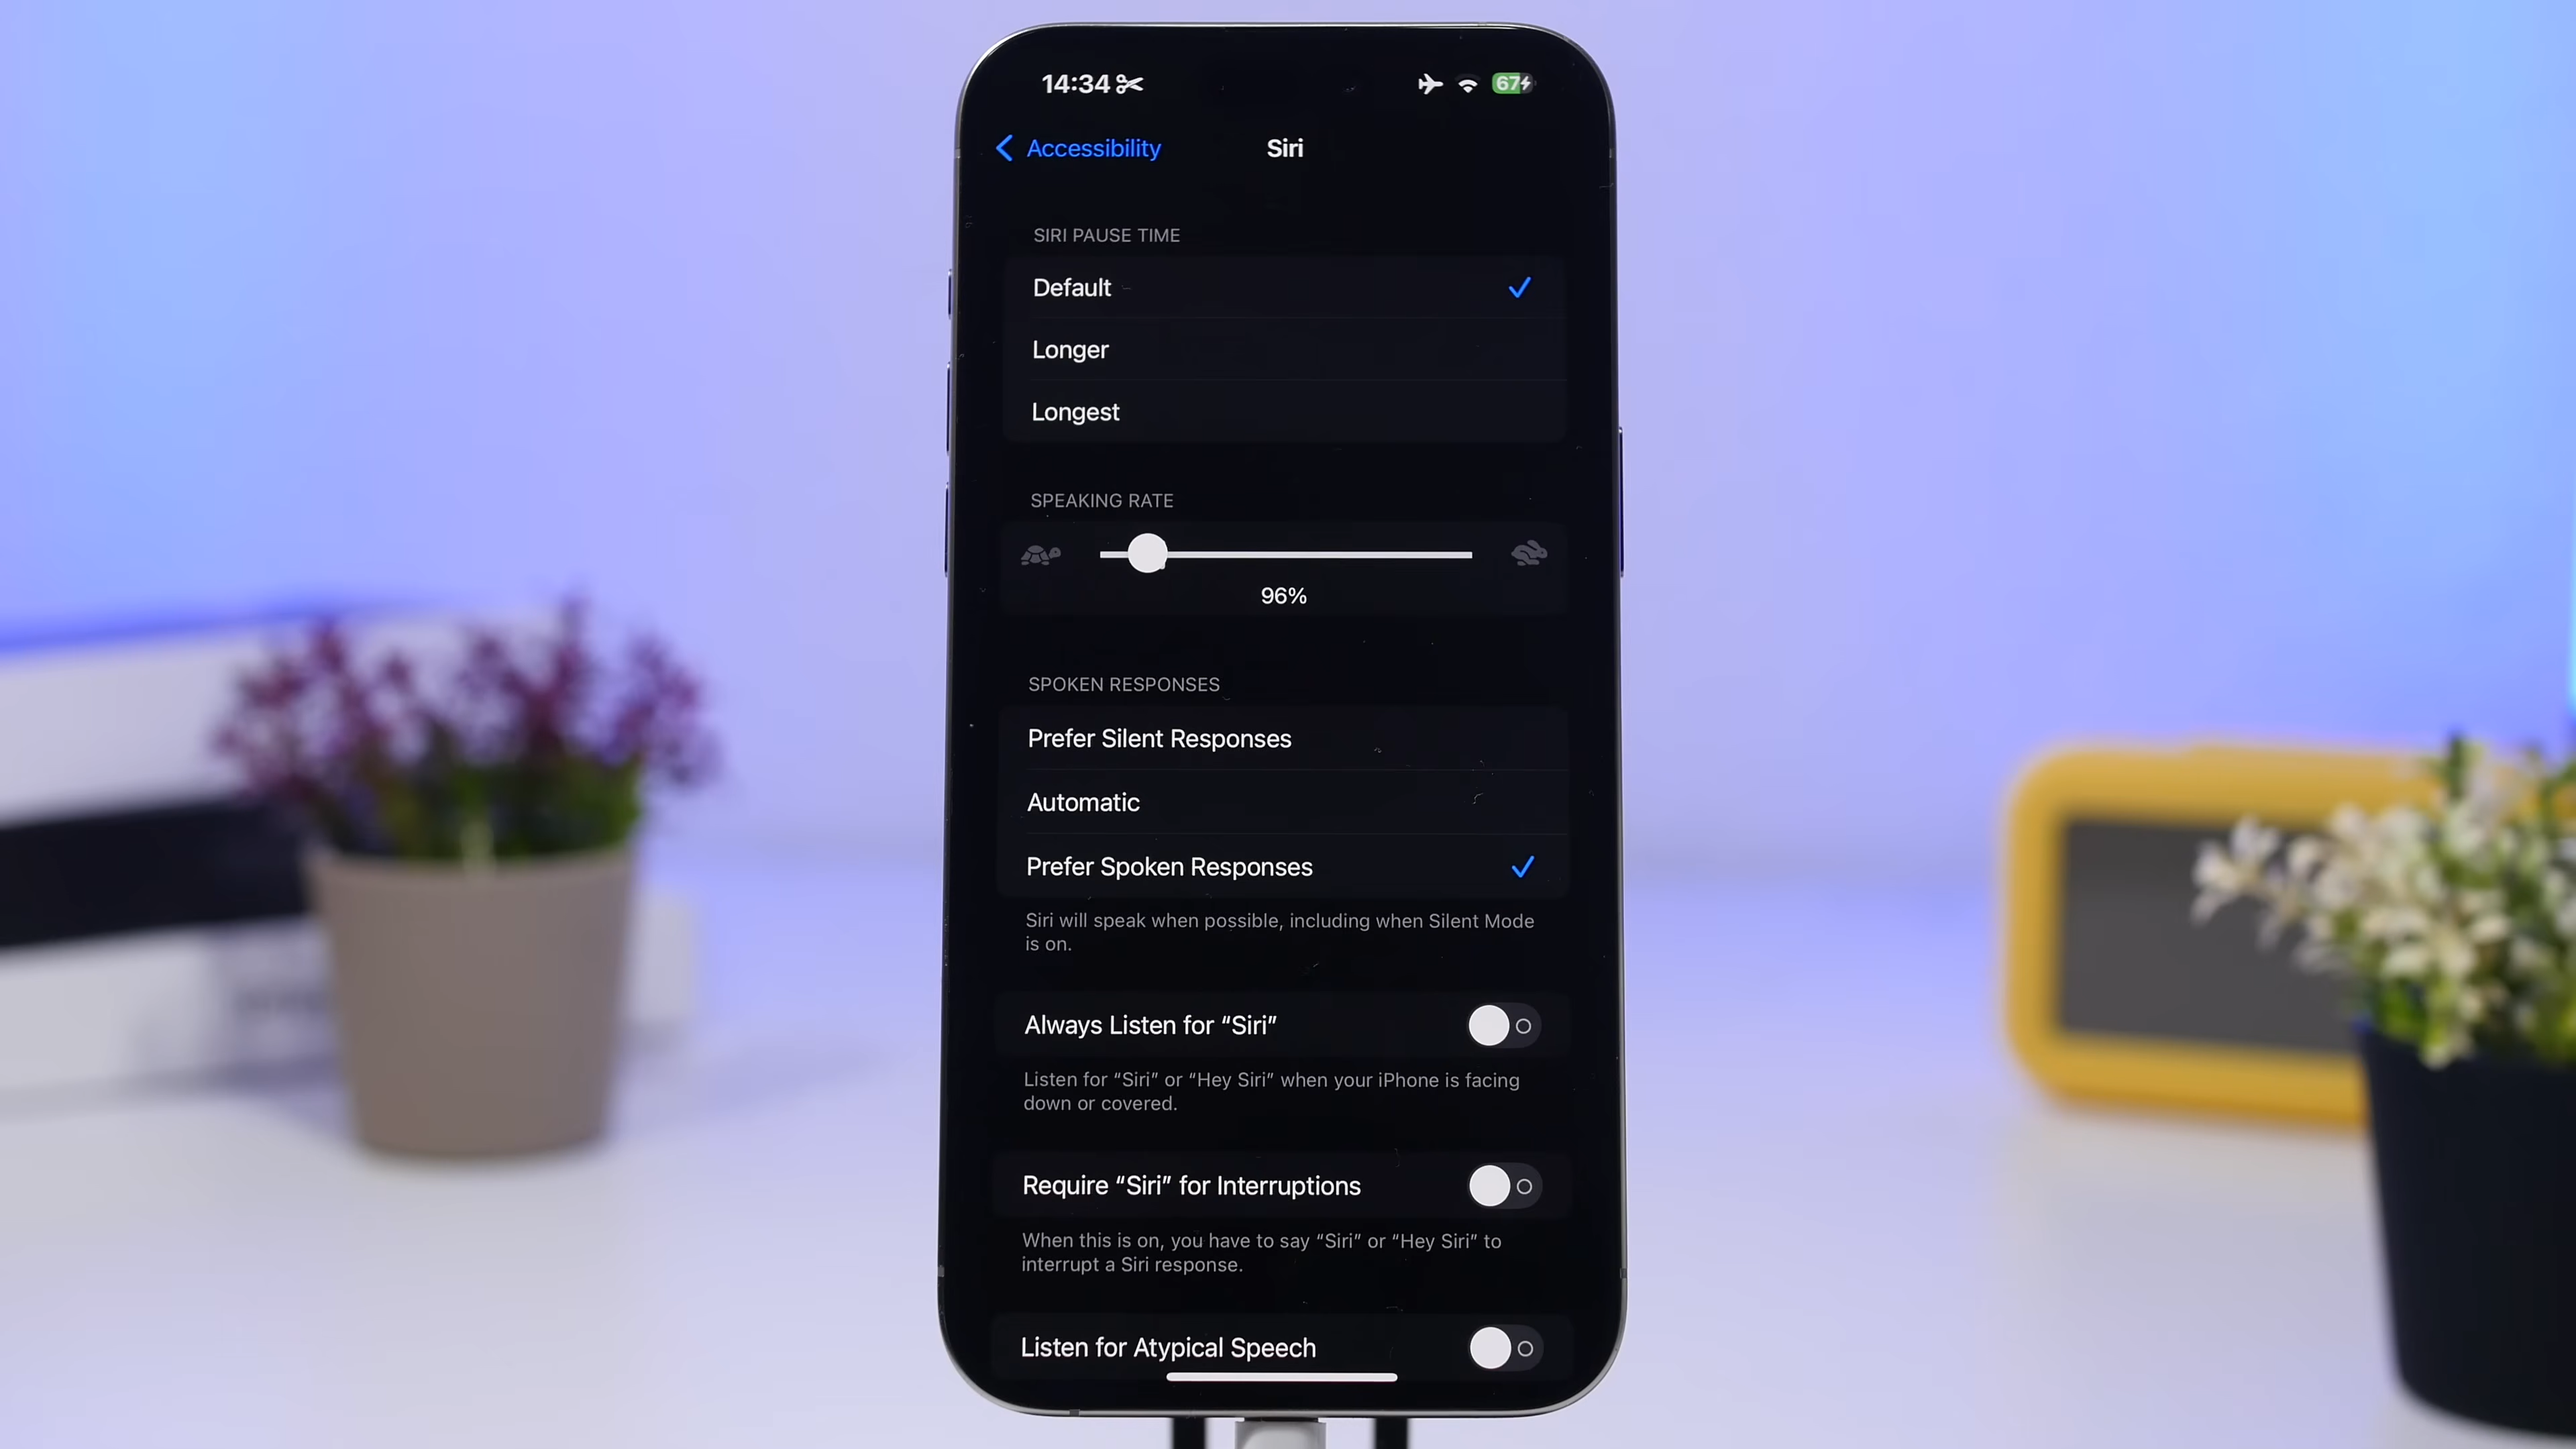 14:34
67
Accessibility
Siri
SIRI PAUSE TIME
Default
Longer
Longest
SPEAKING RATE
96%
SPOKEN RESPONSES
Prefer Silent Responses
Automatic
Prefer Spoken Responses
Siri will speak when possible, including when Silent Mode
is on.
Always Listen for “Siri”
Listen for “Siri” or “Hey Siri” when your iPhone is facing
down or covered.
Require “Siri” for Interruptions
When this is on, you have to say “Siri” or “Hey Siri” to
interrupt a Siri response.
Listen for Atypical Speech